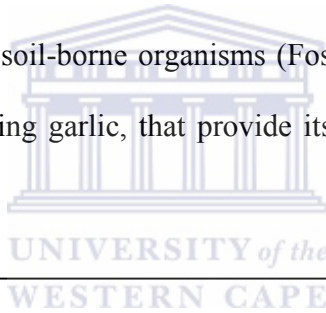 soil-borne organisms (Fos
ing garlic, that provide its
UNIVERSITY of the
WESTERN CAPE